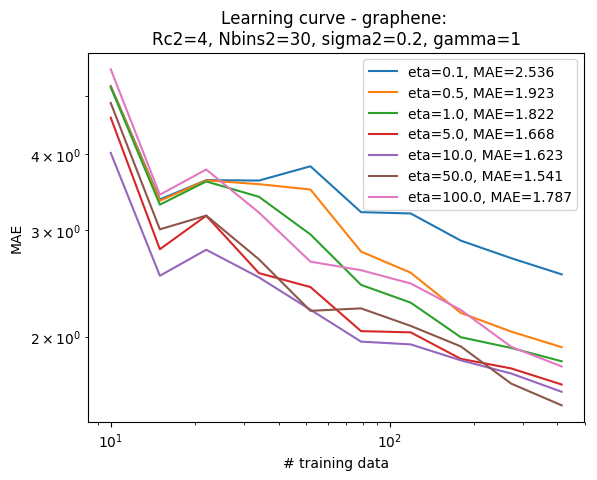 Learning curve - graphene:
Rc2=4, Nbins2=30, sigma2=0.2, gamma=1
eta=0.1, MAE=2.536
eta=0.5, MAE=1.923
eta=1.0, MAE=1.822
eta=5.0, MAE=1.668
eta=10.0, MAE=1.623
eta=50.0, MAE=1.541
eta=100.0, MAE=1.787
4 × 10⁰
3 × 10⁰
2 × 10⁰
MAE
10¹
10²
# training data